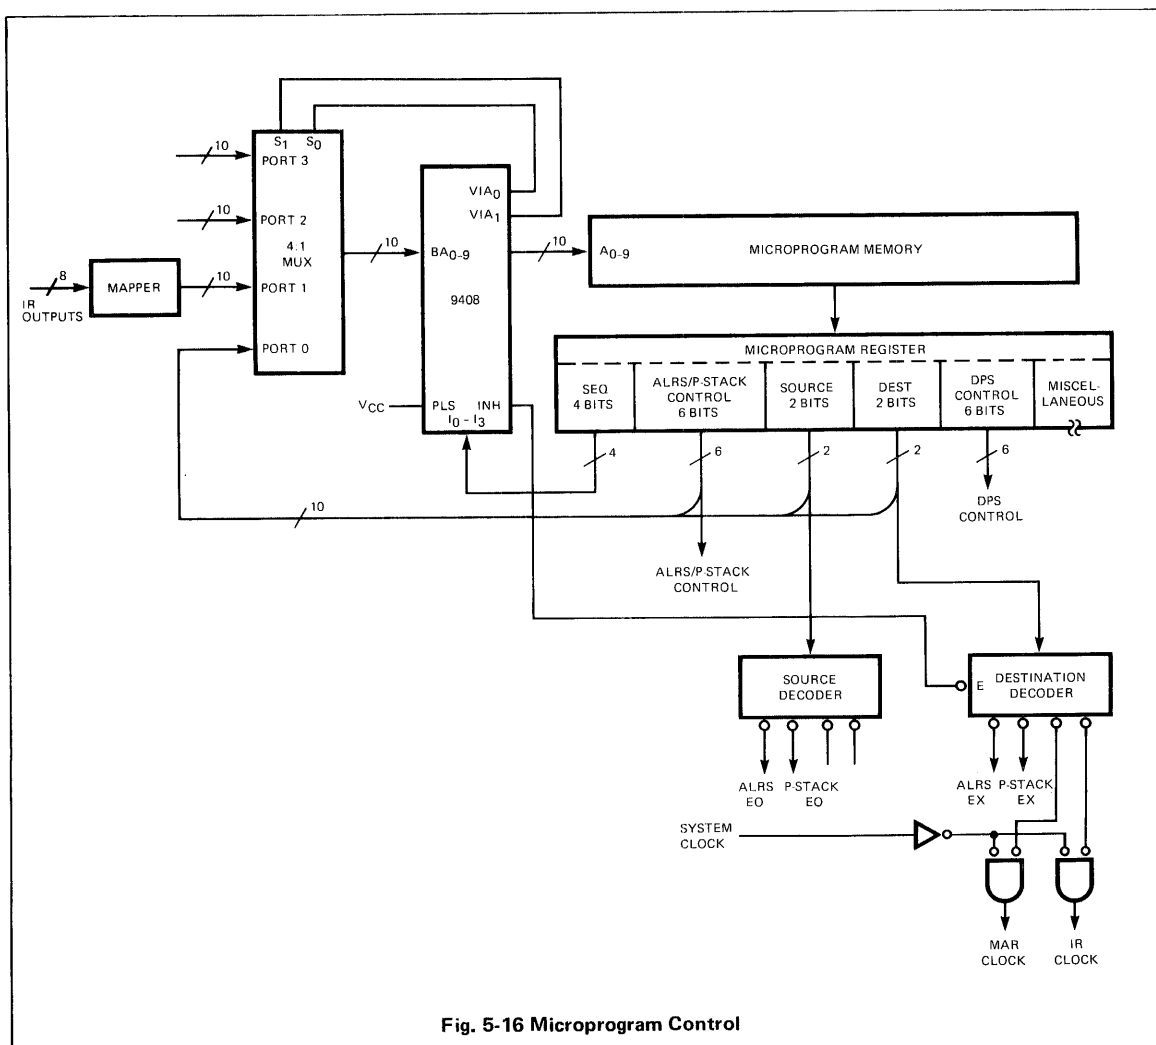 S1 S0
10
PORT 3
10
PORT 2
4:1
MUX
8
IR
OUTPUTS
MAPPER
10
PORT 1
PORT 0
10
VIA0
VIA1
BA0-9
9408
VCC
PLS INH
I0 - I3
10
A0-9
MICROPROGRAM MEMORY
MICROPROGRAM REGISTER
SEQ
4 BITS
ALRS/P-STACK
CONTROL
6 BITS
SOURCE
2 BITS
DEST
2 BITS
DPS
CONTROL
6 BITS
MISCEL-
LANEOUS
4
6
2
2
6
10
DPS
CONTROL
ALRS/P-STACK
CONTROL
SOURCE
DECODER
E
DESTINATION
DECODER
ALRS
EO
P-STACK
EO
ALRS
EX
P-STACK
EX
SYSTEM
CLOCK
MAR
CLOCK
IR
CLOCK
Fig. 5-16 Microprogram Control